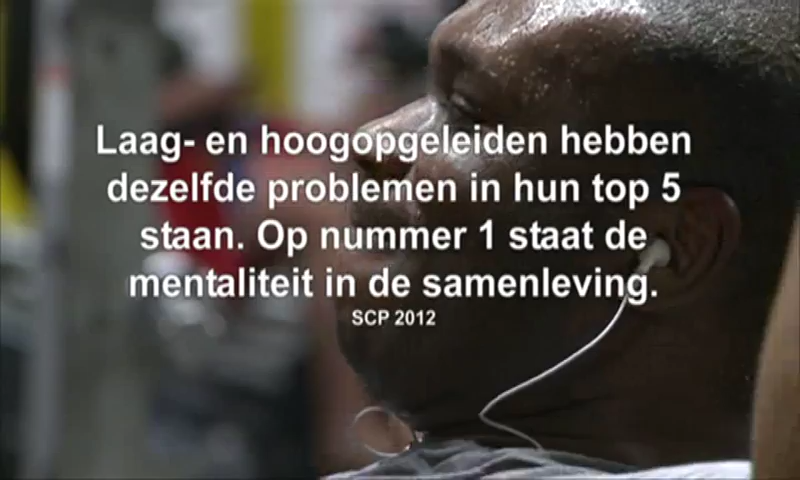 Laag- en hoogopgeleiden hebben
dezelfde problemen in hun top 5
staan. Op nummer 1 staat de
mentaliteit in de samenleving.
SCP 2012